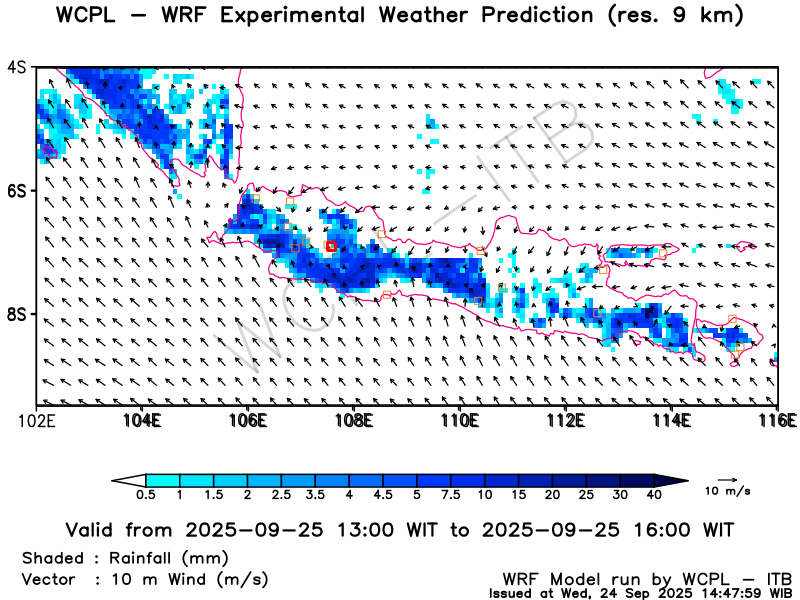 WCPL – WRF Experimental Weather Prediction (res. 9 km)
4S
6S
8S
WCPL – ITB
102E 104E 106E 108E 110E 112E 114E 116E
0.5 1 1.5 2 2.5 3.5 4 4.5 5 7.5 10 15 20 25 30 40
10 m/s
Valid from 2025–09–25 13:00 WIT to 2025–09–25 16:00 WIT
Shaded : Rainfall (mm)
Vector : 10 m Wind (m/s)
WRF Model run by WCPL – ITB
Issued at Wed, 24 Sep 2025 14:47:59 WIB